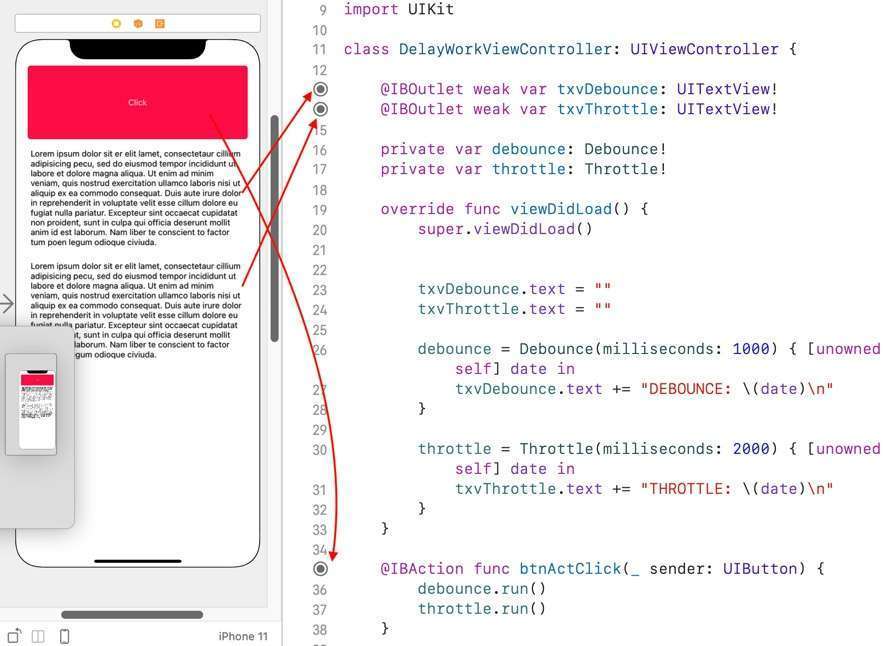 Click
Lorem ipsum dolor sit er elit lamet, consectetaur cillium
adipisicing pecu, sed do eiusmod tempor incididunt ut
labore et dolore magna aliqua. Ut enim ad minim
veniam, quis nostrud exercitation ullamco laboris nisi ut
aliquip ex ea commodo consequat. Duis aute irure dolor
in reprehenderit in voluptate velit esse cillum dolore eu
fugiat nulla pariatur. Excepteur sint occaecat cupidatat
non proident, sunt in culpa qui officia deserunt mollit
anim id est laborum. Nam liber te conscient to factor
tum poen legum odioque civiuda.
Lorem ipsum dolor sit er elit lamet, consectetaur cillium
adipisicing pecu, sed do eiusmod tempor incididunt ut
labore et dolore magna aliqua. Ut enim ad minim
veniam, quis nostrud exercitation ullamco laboris nisi ut
aliquip ex ea commodo consequat. Duis aute irure dolor
in reprehenderit in voluptate velit esse cillum dolore eu
fugiat nulla pariatur. Excepteur sint occaecat cupidatat
nt, sunt in culpa qui officia deserunt mollit
laborum. Nam liber te conscient to factor
gum odioque civiuda.
iPhone 11
9 import UIKit
10
11 class DelayWorkViewController: UIViewController {
12
@IBOutlet weak var txvDebounce: UITextView!
@IBOutlet weak var txvThrottle: UITextView!
15
16 private var debounce: Debounce!
17 private var throttle: Throttle!
18
19 override func viewDidLoad() {
20 super.viewDidLoad()
21
22
23 txvDebounce.text = ""
24 txvThrottle.text = ""
25
26 debounce = Debounce(milliseconds: 1000) { [unowned
self] date in
27 txvDebounce.text += "DEBOUNCE: \(date)\n"
28 }
29
30 throttle = Throttle(milliseconds: 2000) { [unowned
self] date in
31 txvThrottle.text += "THROTTLE: \(date)\n"
32 }
33 }
34
@IBAction func btnActClick(_ sender: UIButton) {
36 debounce.run()
37 throttle.run()
38 }